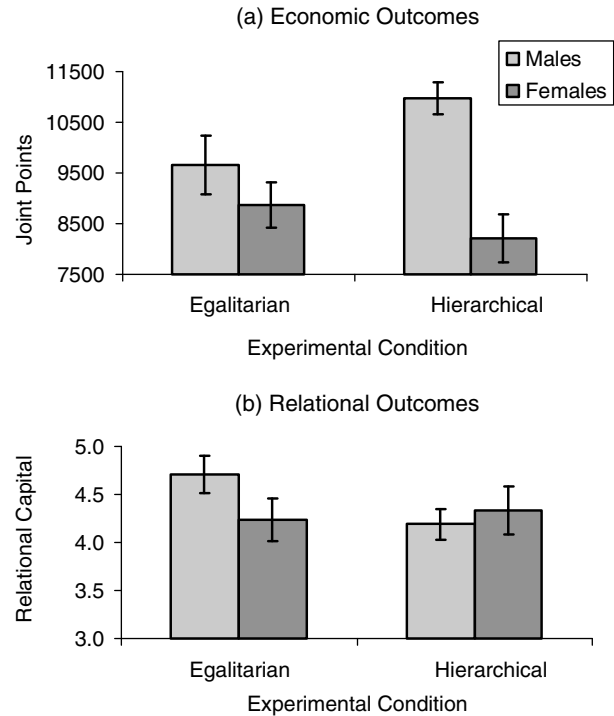 (a) Economic Outcomes
11500
10500
9500
8500
7500
Joint Points
Males
Females
Egalitarian Hierarchical
Experimental Condition
(b) Relational Outcomes
5.0
4.5
4.0
3.5
3.0
Relational Capital
Egalitarian Hierarchical
Experimental Condition